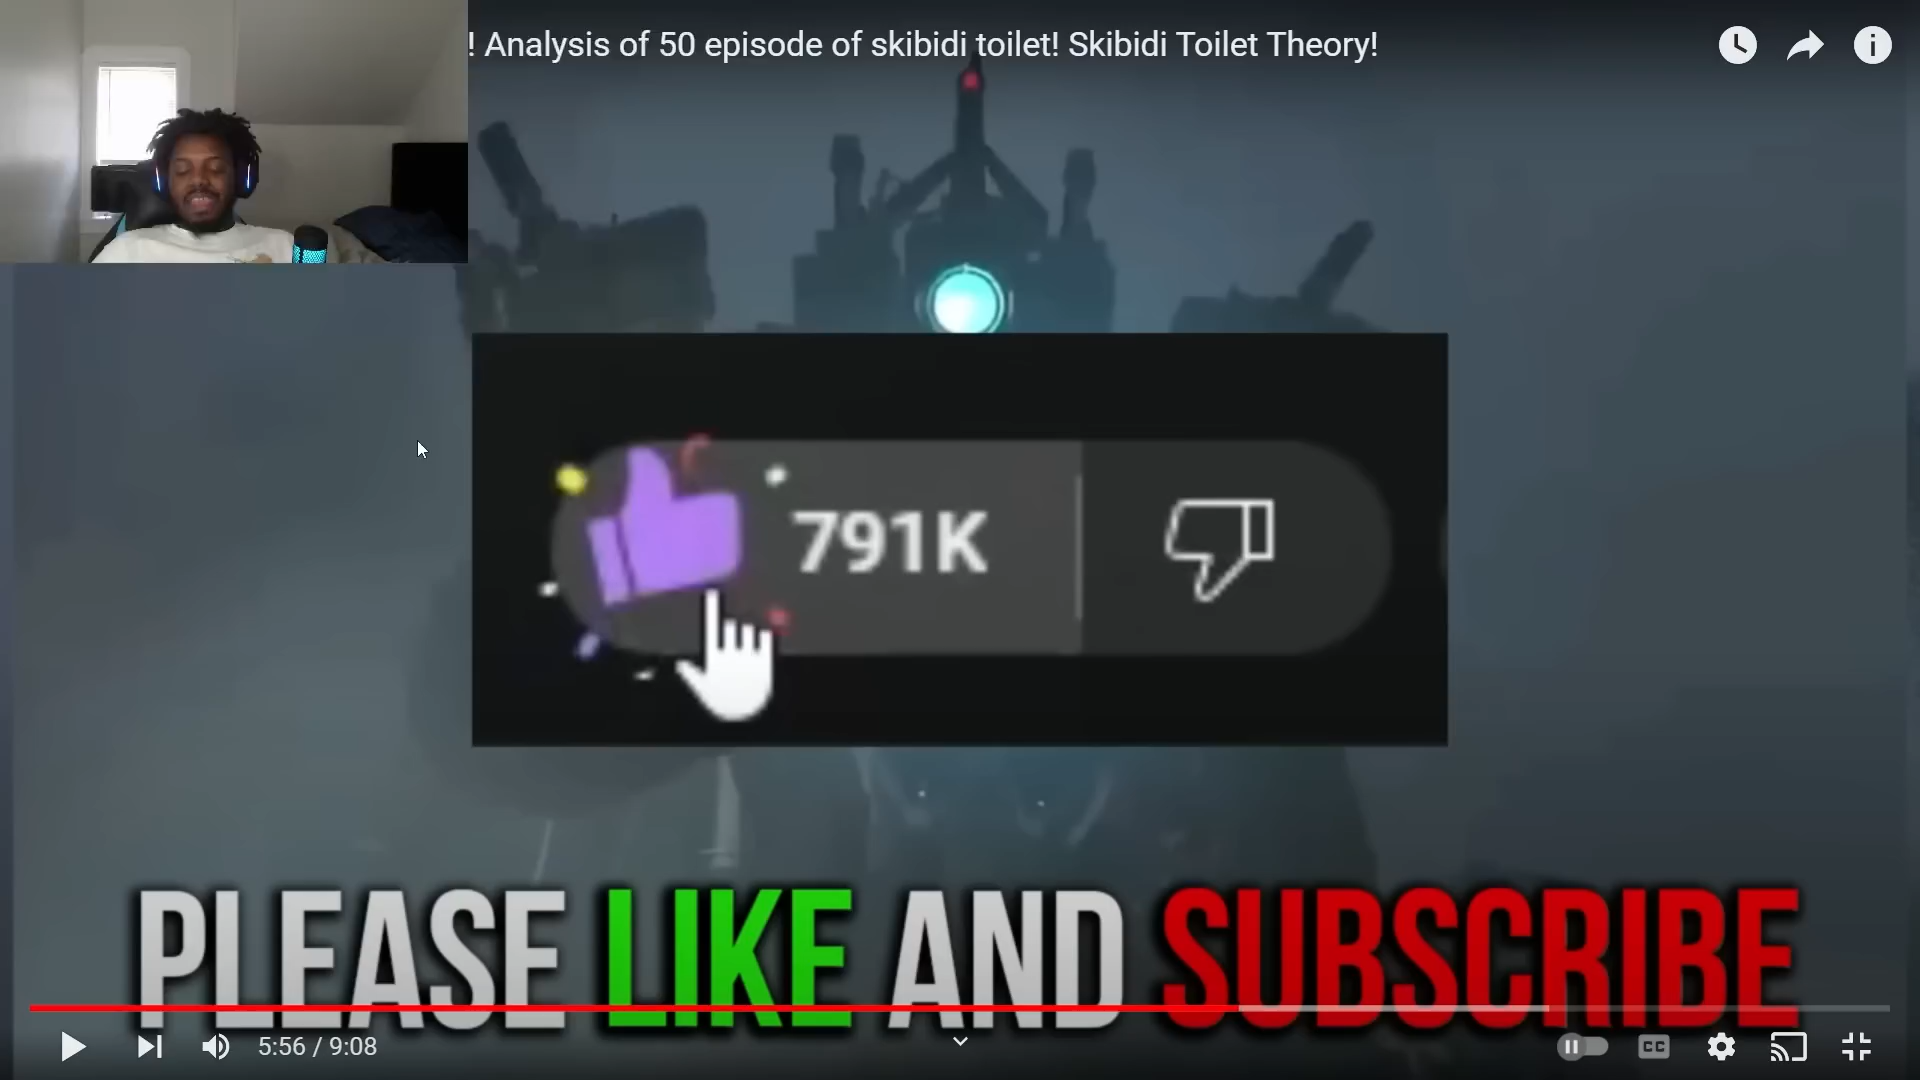 ! Analysis of 50 episode of skibidi toilet! Skibidi Toilet Theory!
791K
PLEASE LIKE AND SUBSCRIBE
5:56 / 9:08
CC